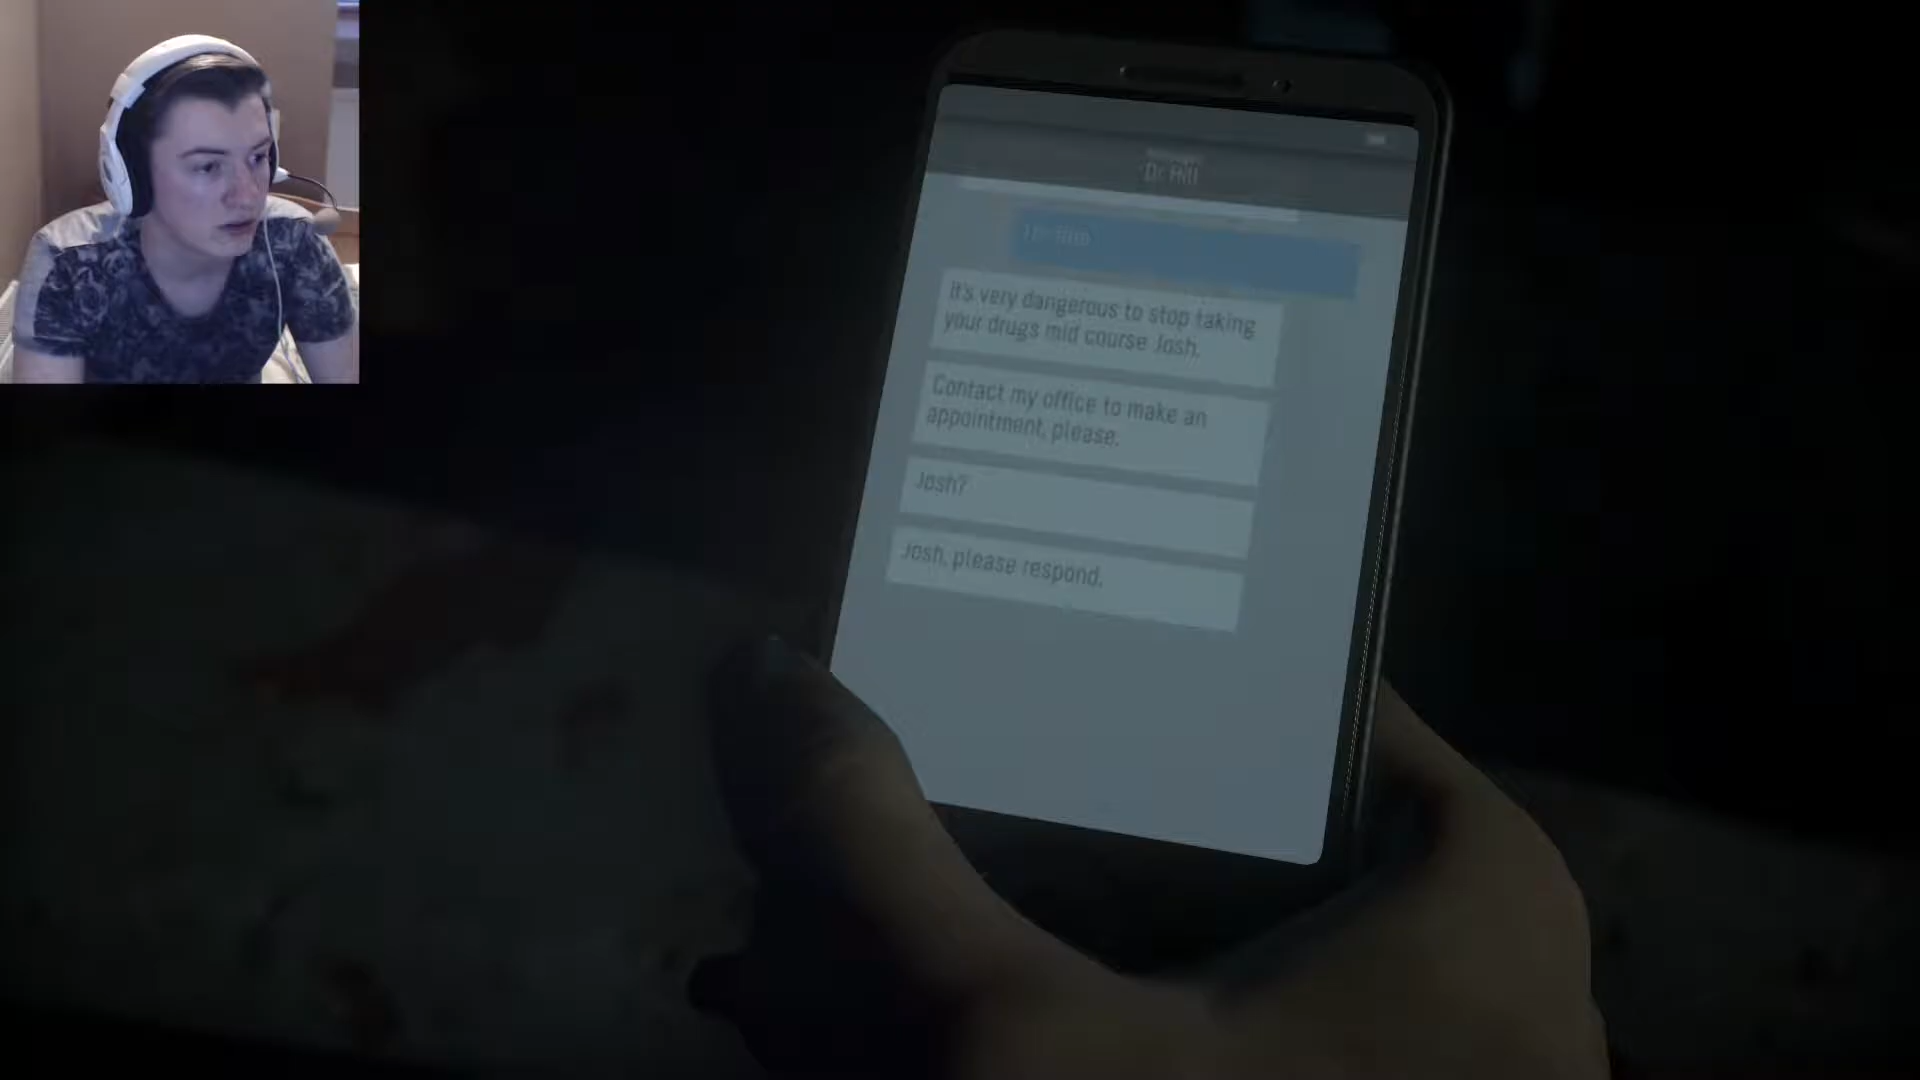 Dr Hill
It's very dangerous to stop taking
your drugs mid course Josh.
Contact my office to make an
appointment, please.
Josh?
Josh, please respond.